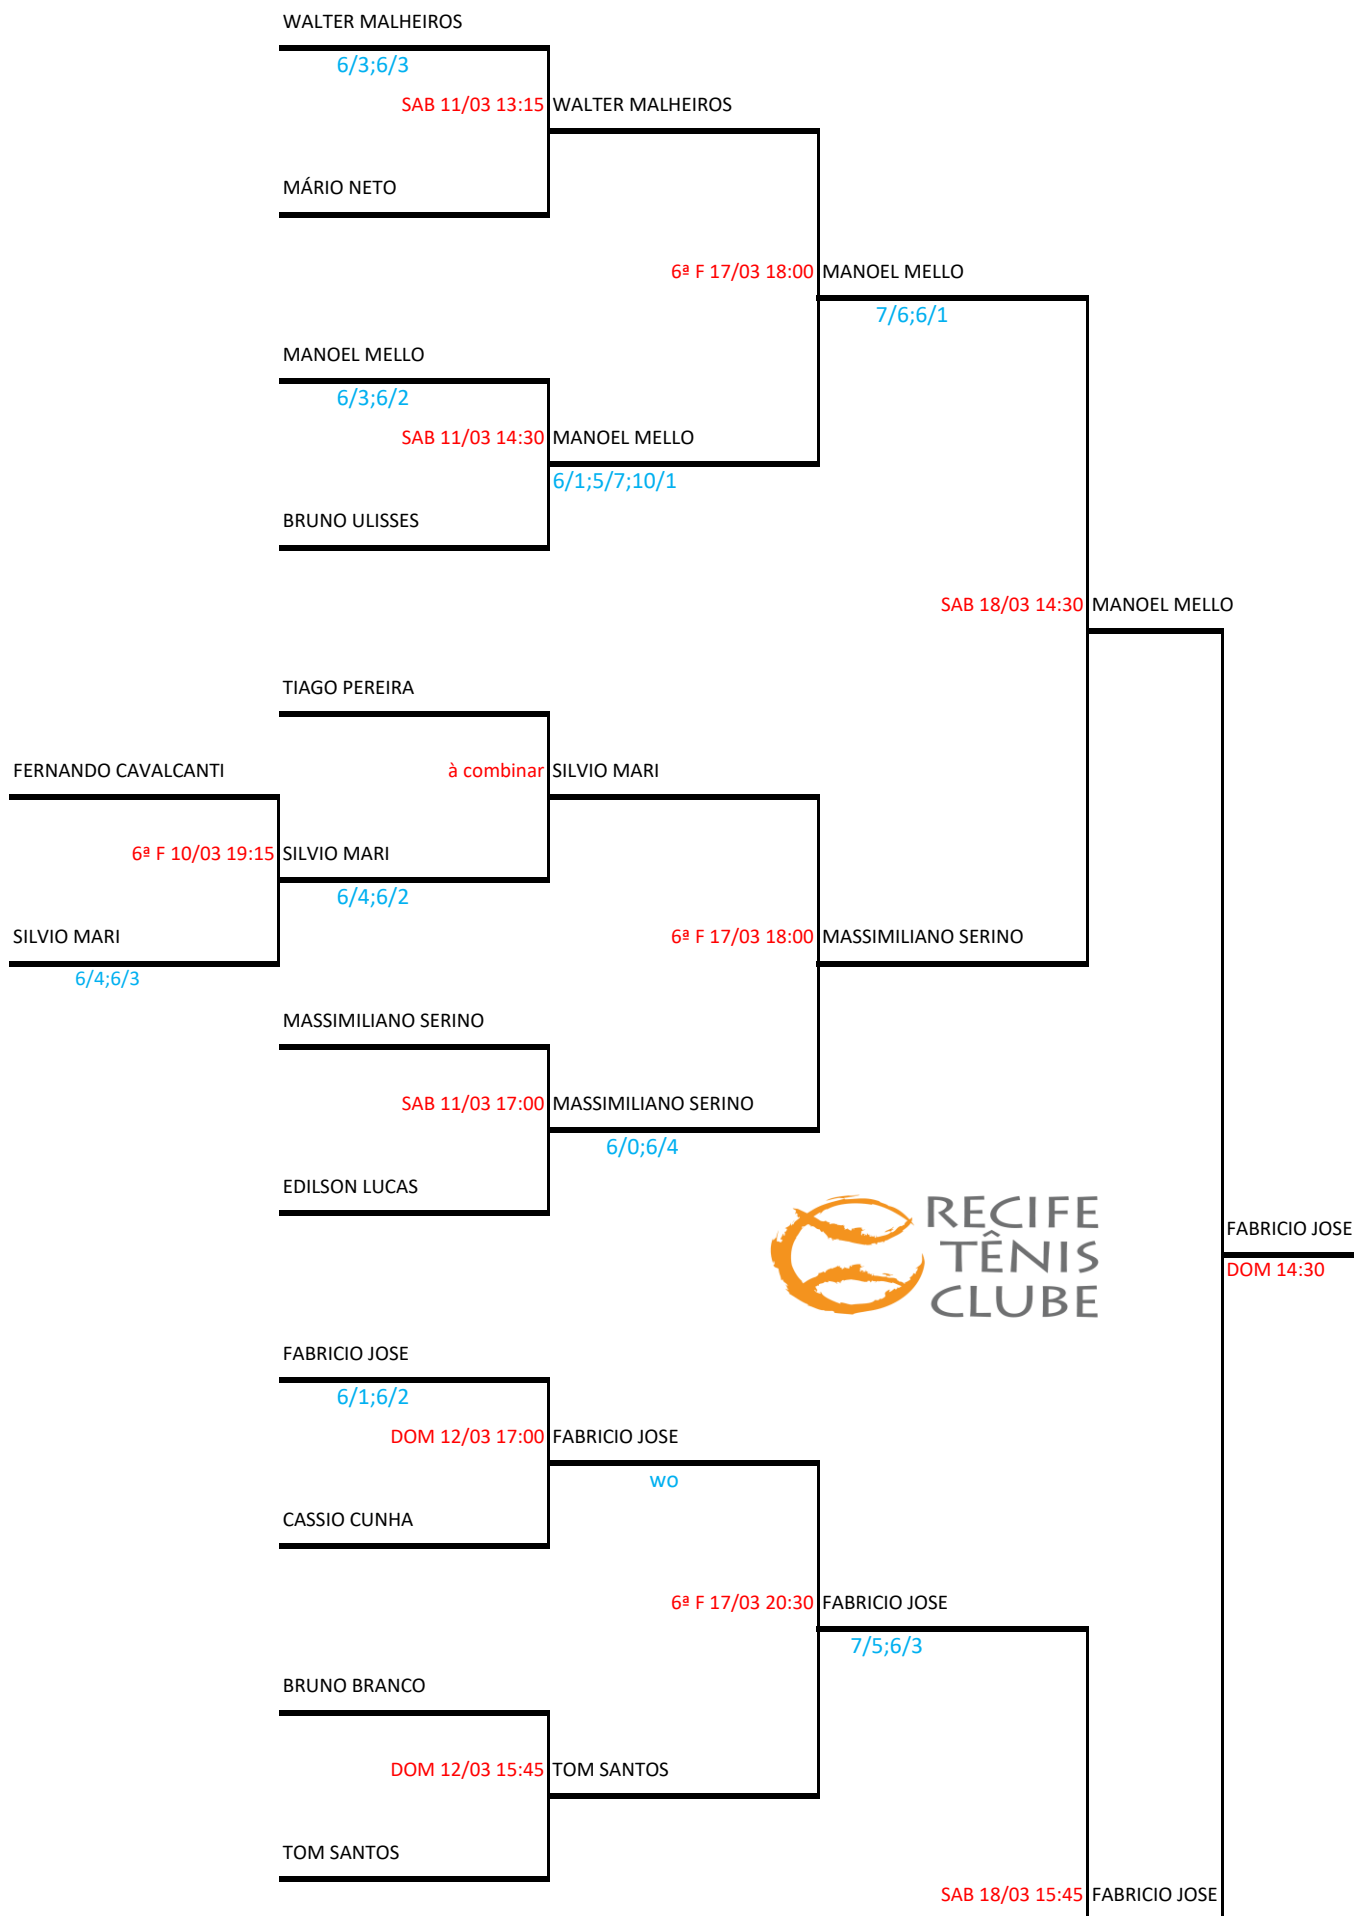 WALTER MALHEIROS
6/3;6/3
SAB 11/03 13:15 WALTER MALHEIROS
MÁRIO NETO
6ª F 17/03 18:00 MANOEL MELLO
7/6;6/1
MANOEL MELLO
6/3;6/2
SAB 11/03 14:30 MANOEL MELLO
6/1;5/7;10/1
BRUNO ULISSES
SAB 18/03 14:30 MANOEL MELLO
TIAGO PEREIRA
FERNANDO CAVALCANTI à combinar SILVIO MARI
6ª F 10/03 19:15 SILVIO MARI
6/4;6/2
SILVIO MARI 6ª F 17/03 18:00 MASSIMILIANO SERINO
6/4;6/3
MASSIMILIANO SERINO
SAB 11/03 17:00 MASSIMILIANO SERINO
6/0;6/4
EDILSON LUCAS
RECIFE
TÊNIS
CLUBE
FABRICIO JOSE
DOM 14:30
FABRICIO JOSE
6/1;6/2
DOM 12/03 17:00 FABRICIO JOSE
wo
CASSIO CUNHA
6ª F 17/03 20:30 FABRICIO JOSE
7/5;6/3
BRUNO BRANCO
DOM 12/03 15:45 TOM SANTOS
TOM SANTOS
SAB 18/03 15:45 FABRICIO JOSE